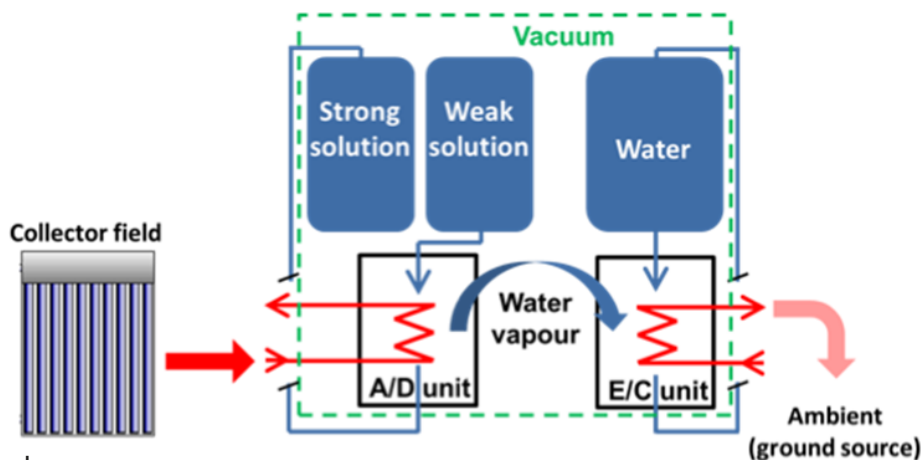 Vacuum
Strong
solution
Weak
solution
Water
Collector field
Water
vapour
A/D unit
E/C unit
Ambient
(ground source)